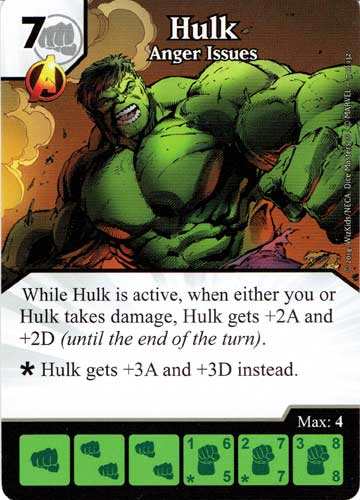 7
Hulk
Anger Issues
While Hulk is active, when either you or
Hulk takes damage, Hulk gets +2A and
+2D (until the end of the turn).
* Hulk gets +3A and +3D instead.
Max: 4
1 6
* 5
2 7
* 7
3 8
8